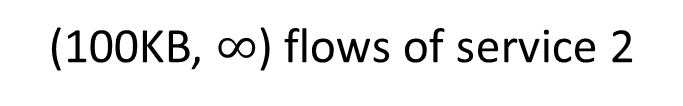 (100KB, ∞) flows of service 2